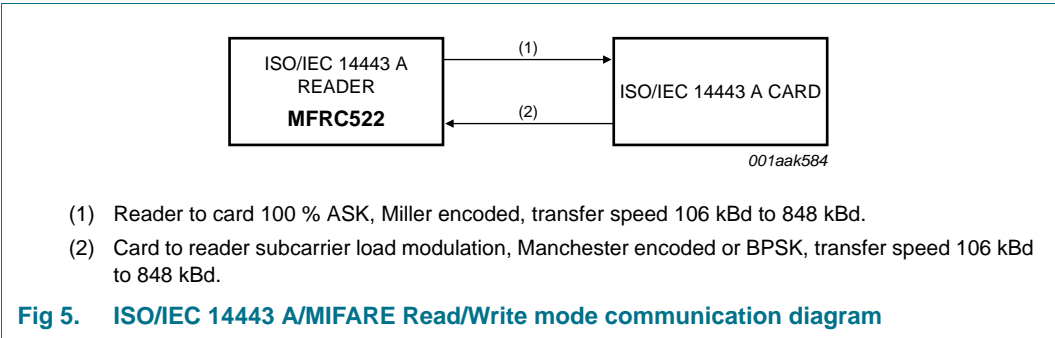 ISO/IEC 14443 A
READER
MFRC522
(1)
(2)
ISO/IEC 14443 A CARD
001aak584
(1) Reader to card 100 % ASK, Miller encoded, transfer speed 106 kBd to 848 kBd.
(2) Card to reader subcarrier load modulation, Manchester encoded or BPSK, transfer speed 106 kBd
to 848 kBd.
Fig 5. ISO/IEC 14443 A/MIFARE Read/Write mode communication diagram